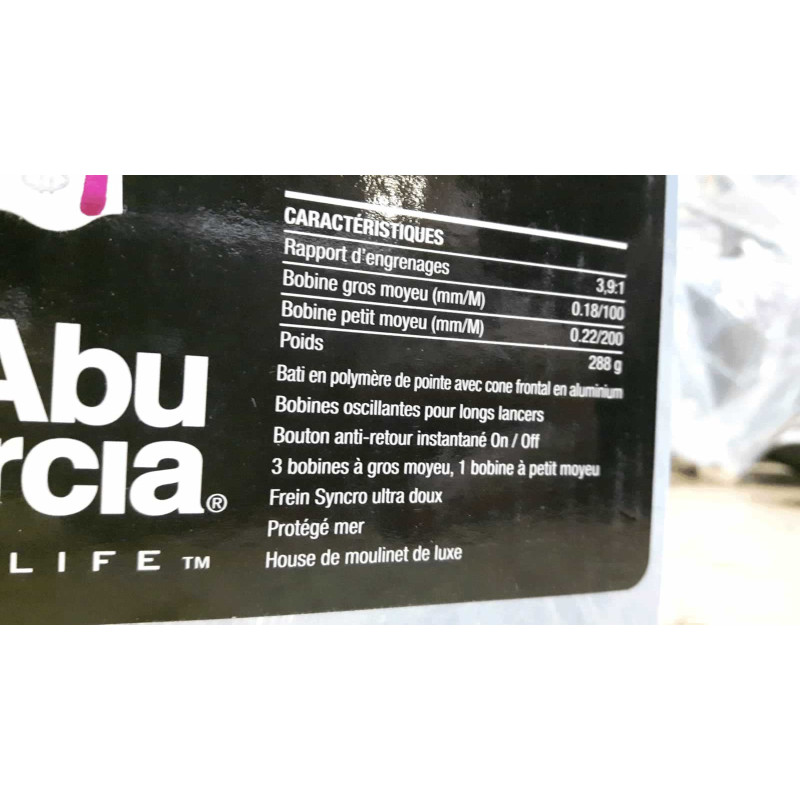 CARACTÉRISTIQUES
Rapport d'engrenages 3,9:1
Bobine gros moyeu (mm/M) 0.18/100
Bobine petit moyeu (mm/M) 0.22/200
Poids 288 g
Bati en polymère de pointe avec cone frontal en aluminium
Bobines oscillantes pour longs lancers
Bouton anti-retour instantané On / Off
3 bobines à gros moyeu, 1 bobine à petit moyeu
Frein Syncro ultra doux
Protégé mer
House de moulinet de luxe
Abu
rcia®
LIFE™